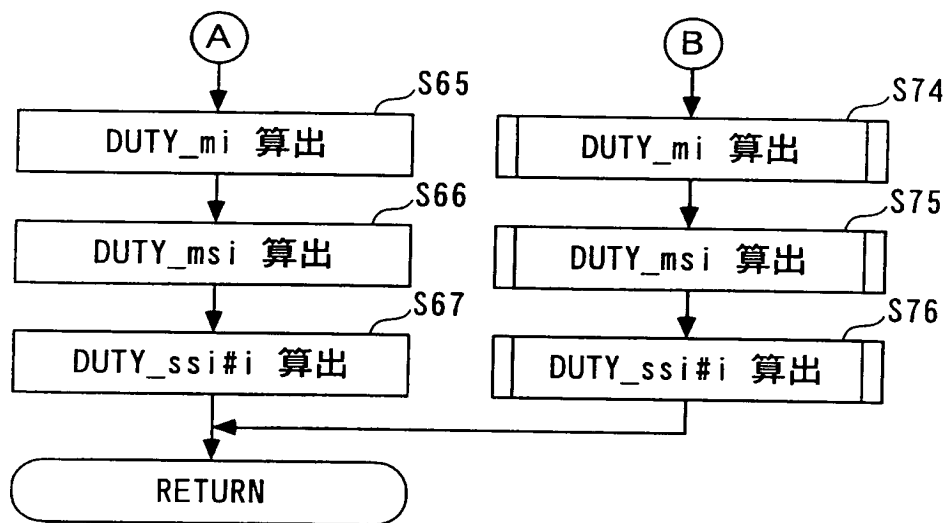 A
S65
DUTY_mi 算出
S66
DUTY_msi 算出
S67
DUTY_ssi#i 算出
B
S74
DUTY_mi 算出
S75
DUTY_msi 算出
S76
DUTY_ssi#i 算出
RETURN